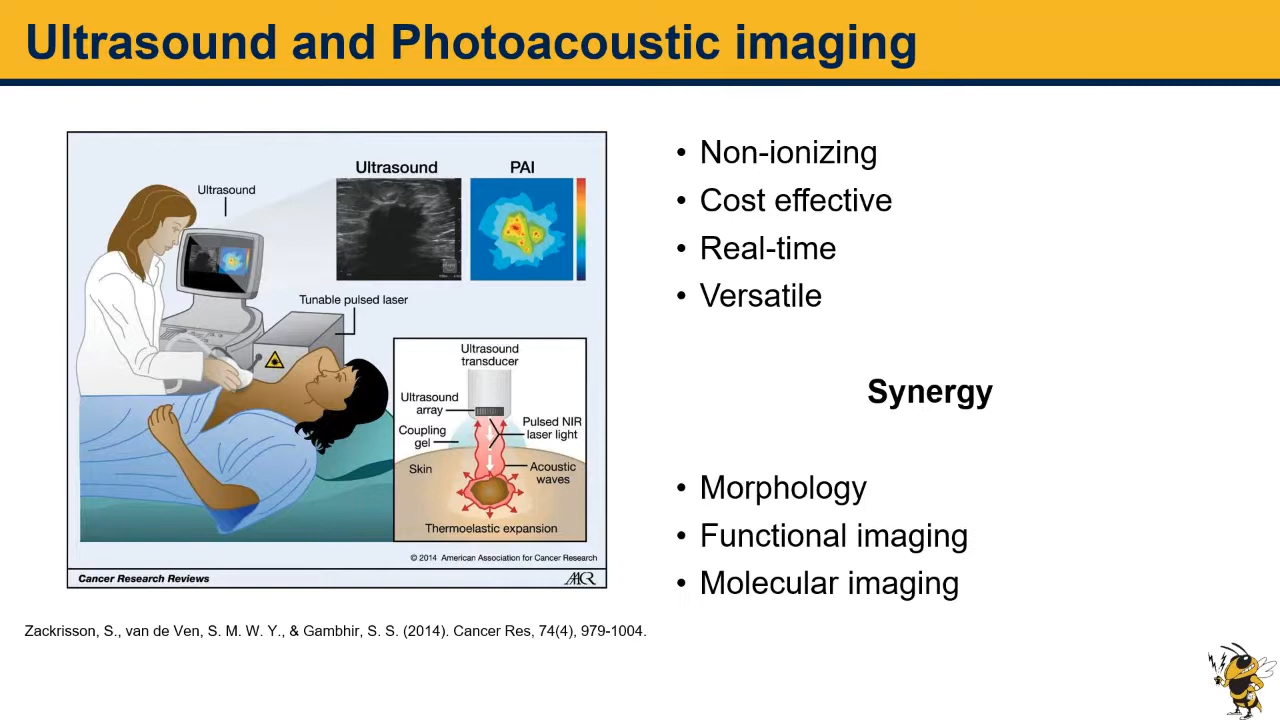 Ultrasound and Photoacoustic imaging
Ultrasound
Ultrasound
PAI
Tunable pulsed laser
Ultrasound
transducer
Ultrasound
array
Coupling
gel
Skin
Pulsed NIR
laser light
Acoustic
waves
Thermoelastic expansion
© 2014 American Association for Cancer Research
Cancer Research Reviews
AACR
Zackrisson, S., van de Ven, S. M. W. Y., & Gambhir, S. S. (2014). Cancer Res, 74(4), 979-1004.
• Non-ionizing
• Cost effective
• Real-time
• Versatile
Synergy
• Morphology
• Functional imaging
• Molecular imaging